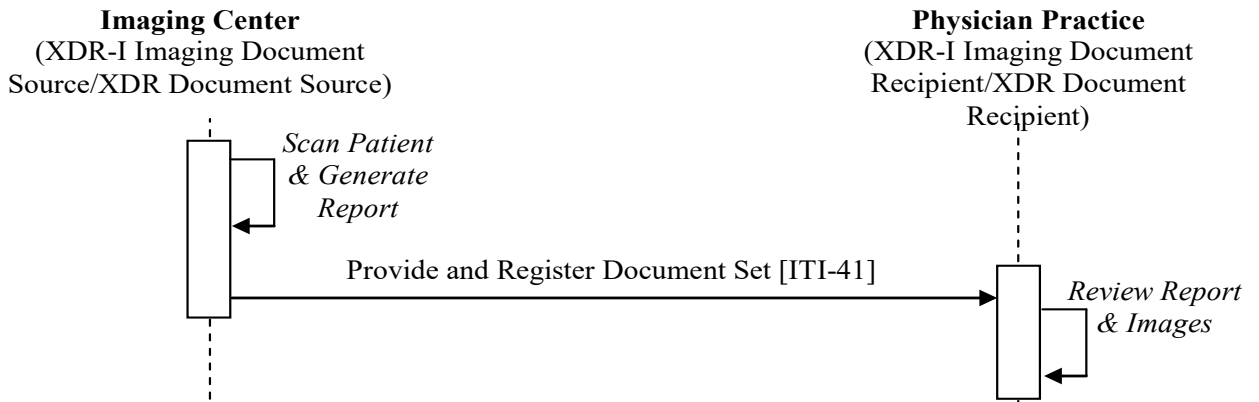 Imaging Center
(XDR-I Imaging Document
Source/XDR Document Source)
Physician Practice
(XDR-I Imaging Document
Recipient/XDR Document
Recipient)
Scan Patient
& Generate
Report
Provide and Register Document Set [ITI-41]
Review Report
& Images